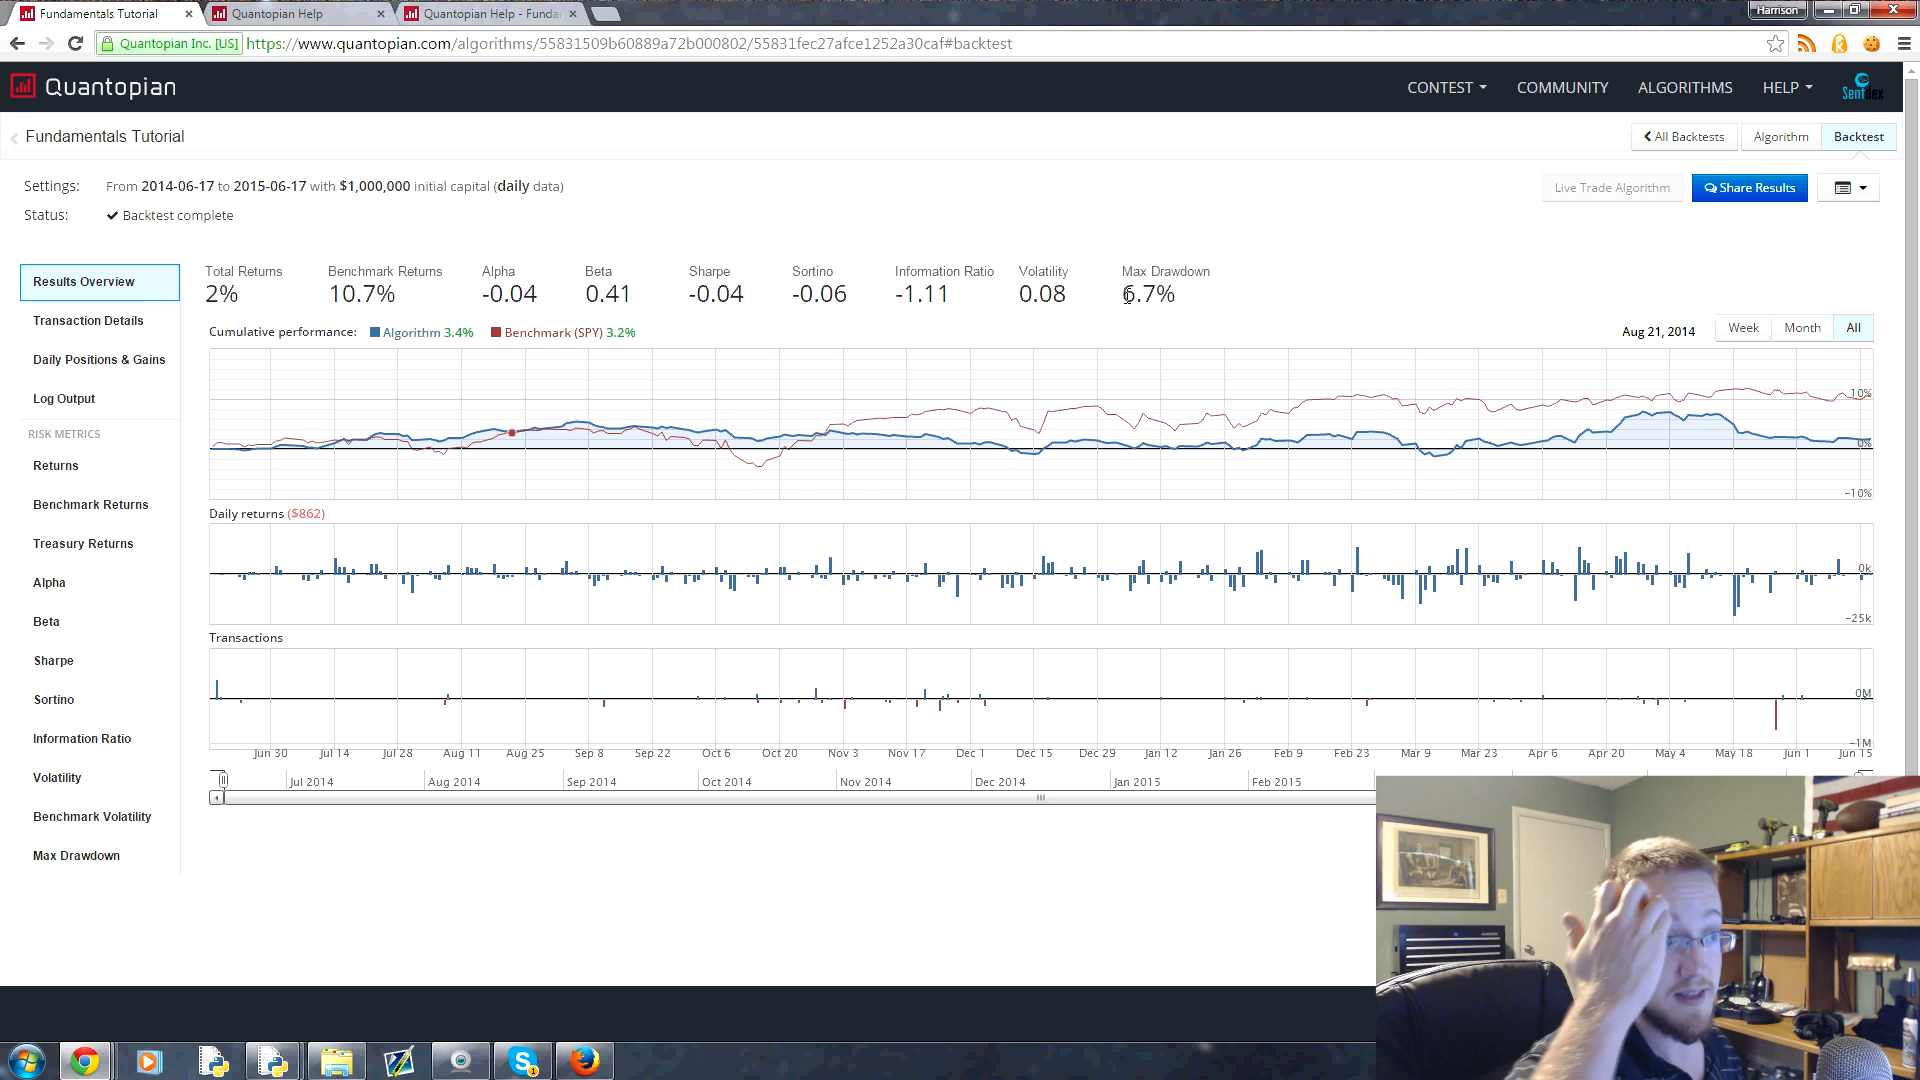 Fundamentals Tutorial
Quantopian Help
Quantopian Help - Funda
Harrison
Quantopian Inc. [US]
https://www.quantopian.com/algorithms/55831509b60889a72b000802/55831fec27afce1252a30caf#backtest
Quantopian
CONTEST
COMMUNITY
ALGORITHMS
HELP
Sentdex
Fundamentals Tutorial
All Backtests
Algorithm
Backtest
Settings:
From 2014-06-17 to 2015-06-17 with $1,000,000 initial capital (daily data)
Live Trade Algorithm
Share Results
Status:
Backtest complete
Results Overview
Transaction Details
Daily Positions & Gains
Log Output
RISK METRICS
Returns
Benchmark Returns
Treasury Returns
Alpha
Beta
Sharpe
Sortino
Information Ratio
Volatility
Benchmark Volatility
Max Drawdown
Total Returns
2%
Benchmark Returns
10.7%
Alpha
-0.04
Beta
0.41
Sharpe
-0.04
Sortino
-0.06
Information Ratio
-1.11
Volatility
0.08
Max Drawdown
6.7%
Cumulative performance: Algorithm 3.4% Benchmark (SPY) 3.2%
Aug 21, 2014
Week
Month
All
10%
0%
-10%
Daily returns ($862)
0k
-25k
Transactions
0M
-1M
Jun 30 Jul 14 Jul 28 Aug 11 Aug 25 Sep 8 Sep 22 Oct 6 Oct 20 Nov 3 Nov 17 Dec 1 Dec 15 Dec 29 Jan 12 Jan 26 Feb 9 Feb 23 Mar 9 Mar 23 Apr 6 Apr 20 May 4 May 18 Jun 1 Jun 15
Jul 2014 Aug 2014 Sep 2014 Oct 2014 Nov 2014 Dec 2014 Jan 2015 Feb 2015